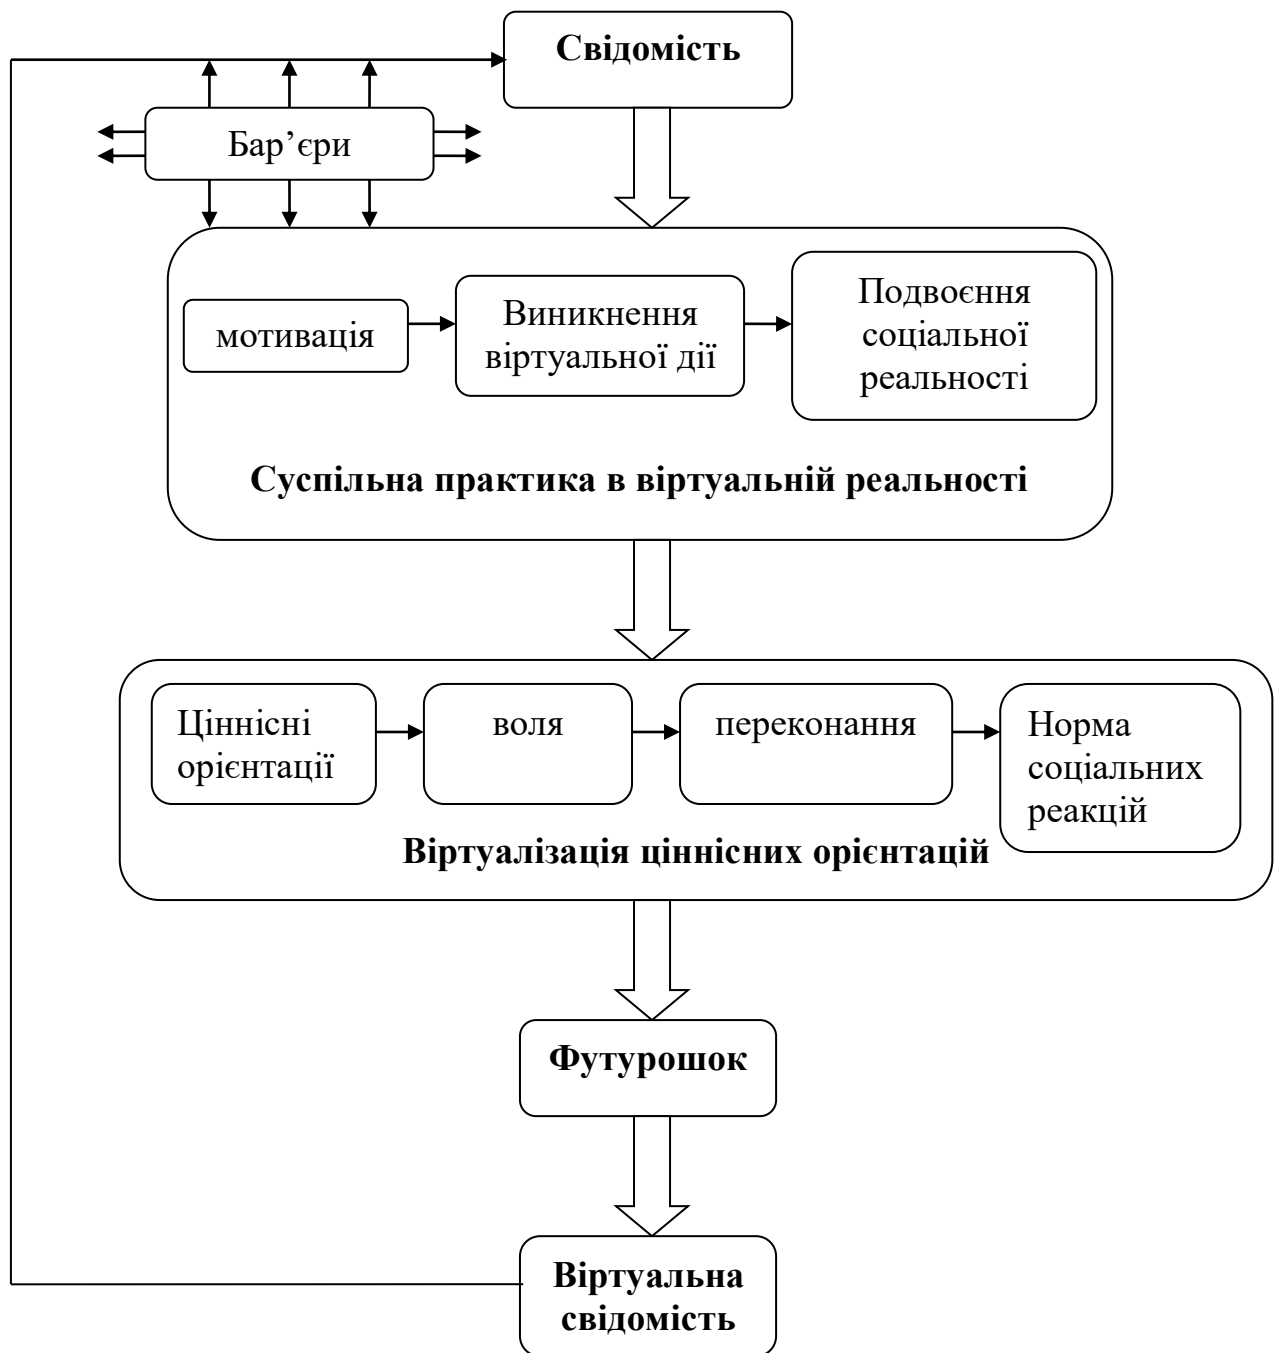 Свідомість
Бар’єри
мотивація
Виникнення
віртуальної дії
Подвоєння
соціальної
реальності
Суспільна практика в віртуальній реальності
Ціннісні
орієнтації
воля
переконання
Норма
соціальних
реакцій
Віртуалізація ціннісних орієнтацій
Футурошок
Віртуальна
свідомість